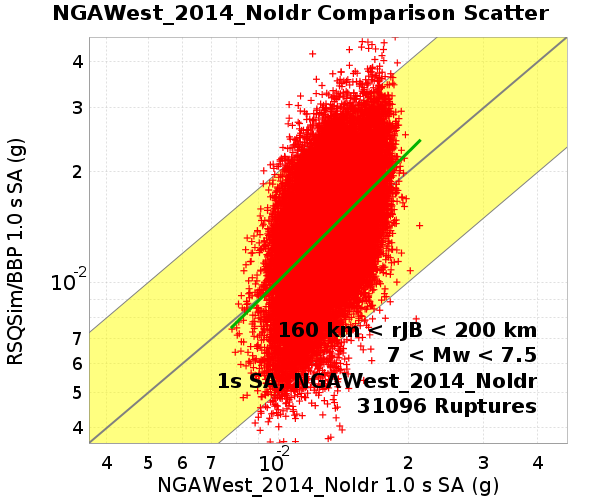 NGAWest_2014_NoIdr Comparison Scatter
RSQSim/BBP 1.0 s SA (g)
4
3
2
10-2
7
6
5
4
160 km < rJB < 200 km
7 < Mw < 7.5
1s SA, NGAWest_2014_NoIdr
31096 Ruptures
4 5 6 7 10-2 2 3 4
NGAWest_2014_NoIdr 1.0 s SA (g)